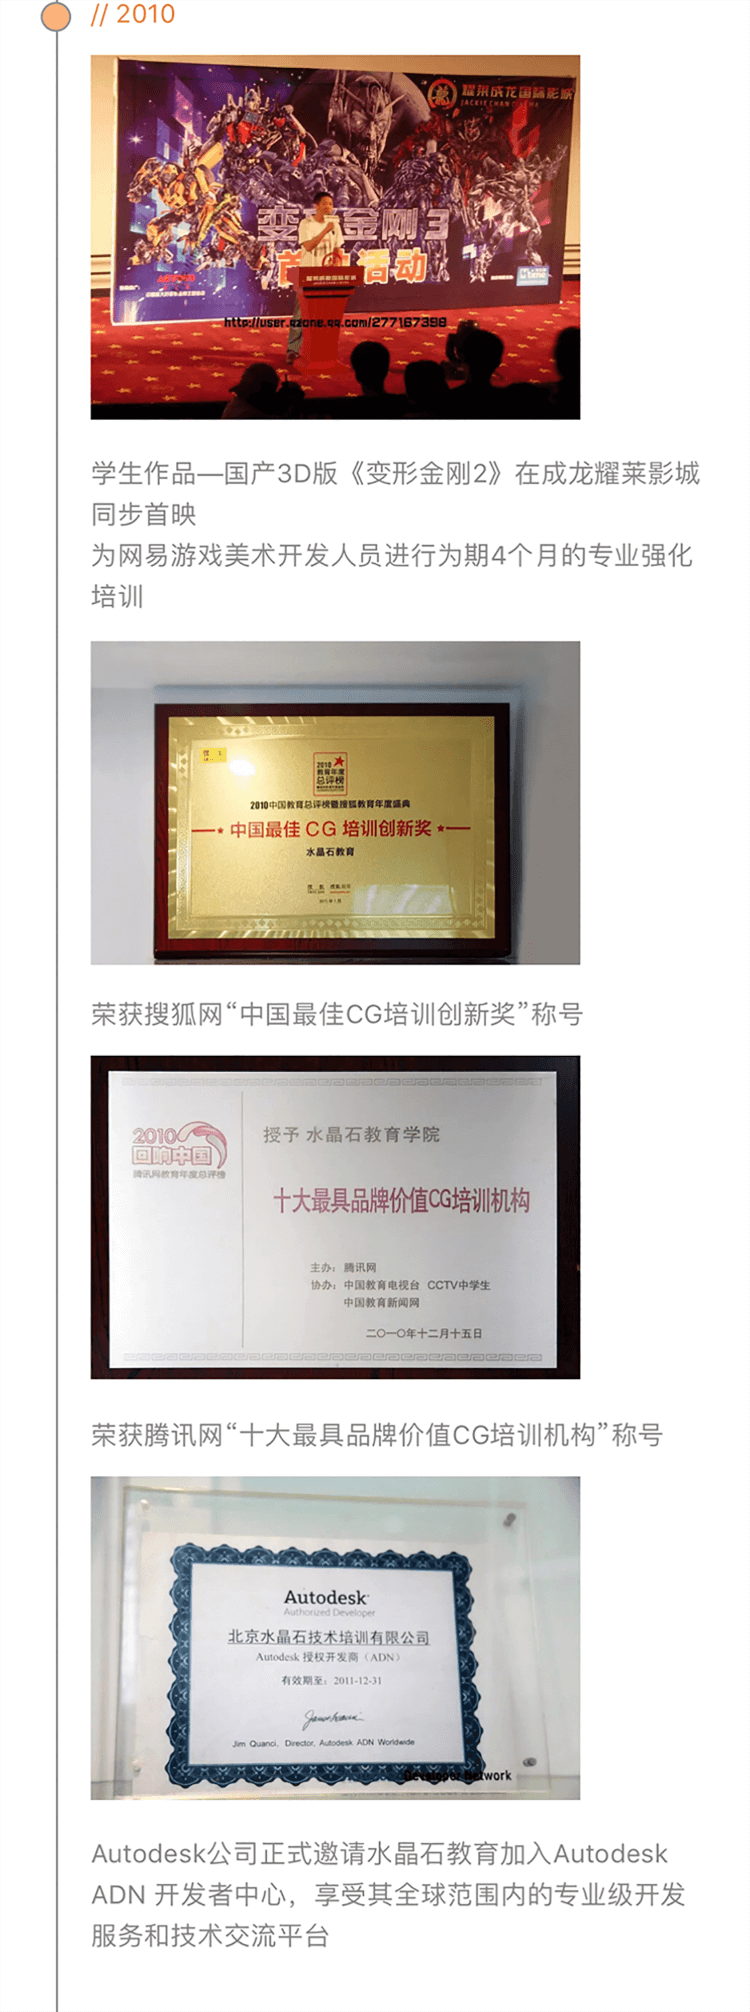 // 2010
耀莱成龙国际影城
JACKIE CHAN CINEMA
变形金刚3
首映活动
耀莱成龙国际影城
http://user.qzone.qq.com/277167398
学生作品—国产3D版《变形金刚2》在成龙耀莱影城
同步首映
为网易游戏美术开发人员进行为期4个月的专业强化
培训
2010
教育年度
总评榜
2010中国教育总评榜暨搜狐教育年度盛典
中国最佳 CG 培训创新奖
水晶石教育
荣获搜狐网“中国最佳CG培训创新奖”称号
2010
回响中国
腾讯网教育年度总评榜
授予 水晶石教育学院
十大最具品牌价值CG培训机构
主办：腾讯网
协办：中国教育电视台 CCTV中学生
中国教育新闻网
二〇一〇年十二月十五日
荣获腾讯网“十大最具品牌价值CG培训机构”称号
Autodesk
Authorized Developer
北京水晶石技术培训有限公司
Autodesk 授权开发商（ADN）
有效期至：2011-12-31
Jim Quanci, Director, Autodesk ADN Worldwide
Developer Network
Autodesk公司正式邀请水晶石教育加入Autodesk
ADN 开发者中心，享受其全球范围内的专业级开发
服务和技术交流平台